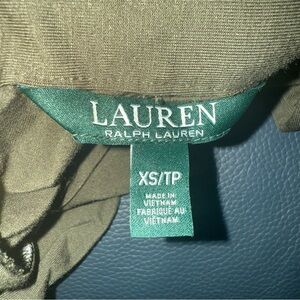 LAUREN
RALPH LAUREN
XS/TP
MADE IN
VIETNAM
FABRIQUÉ AU
VIETNAM